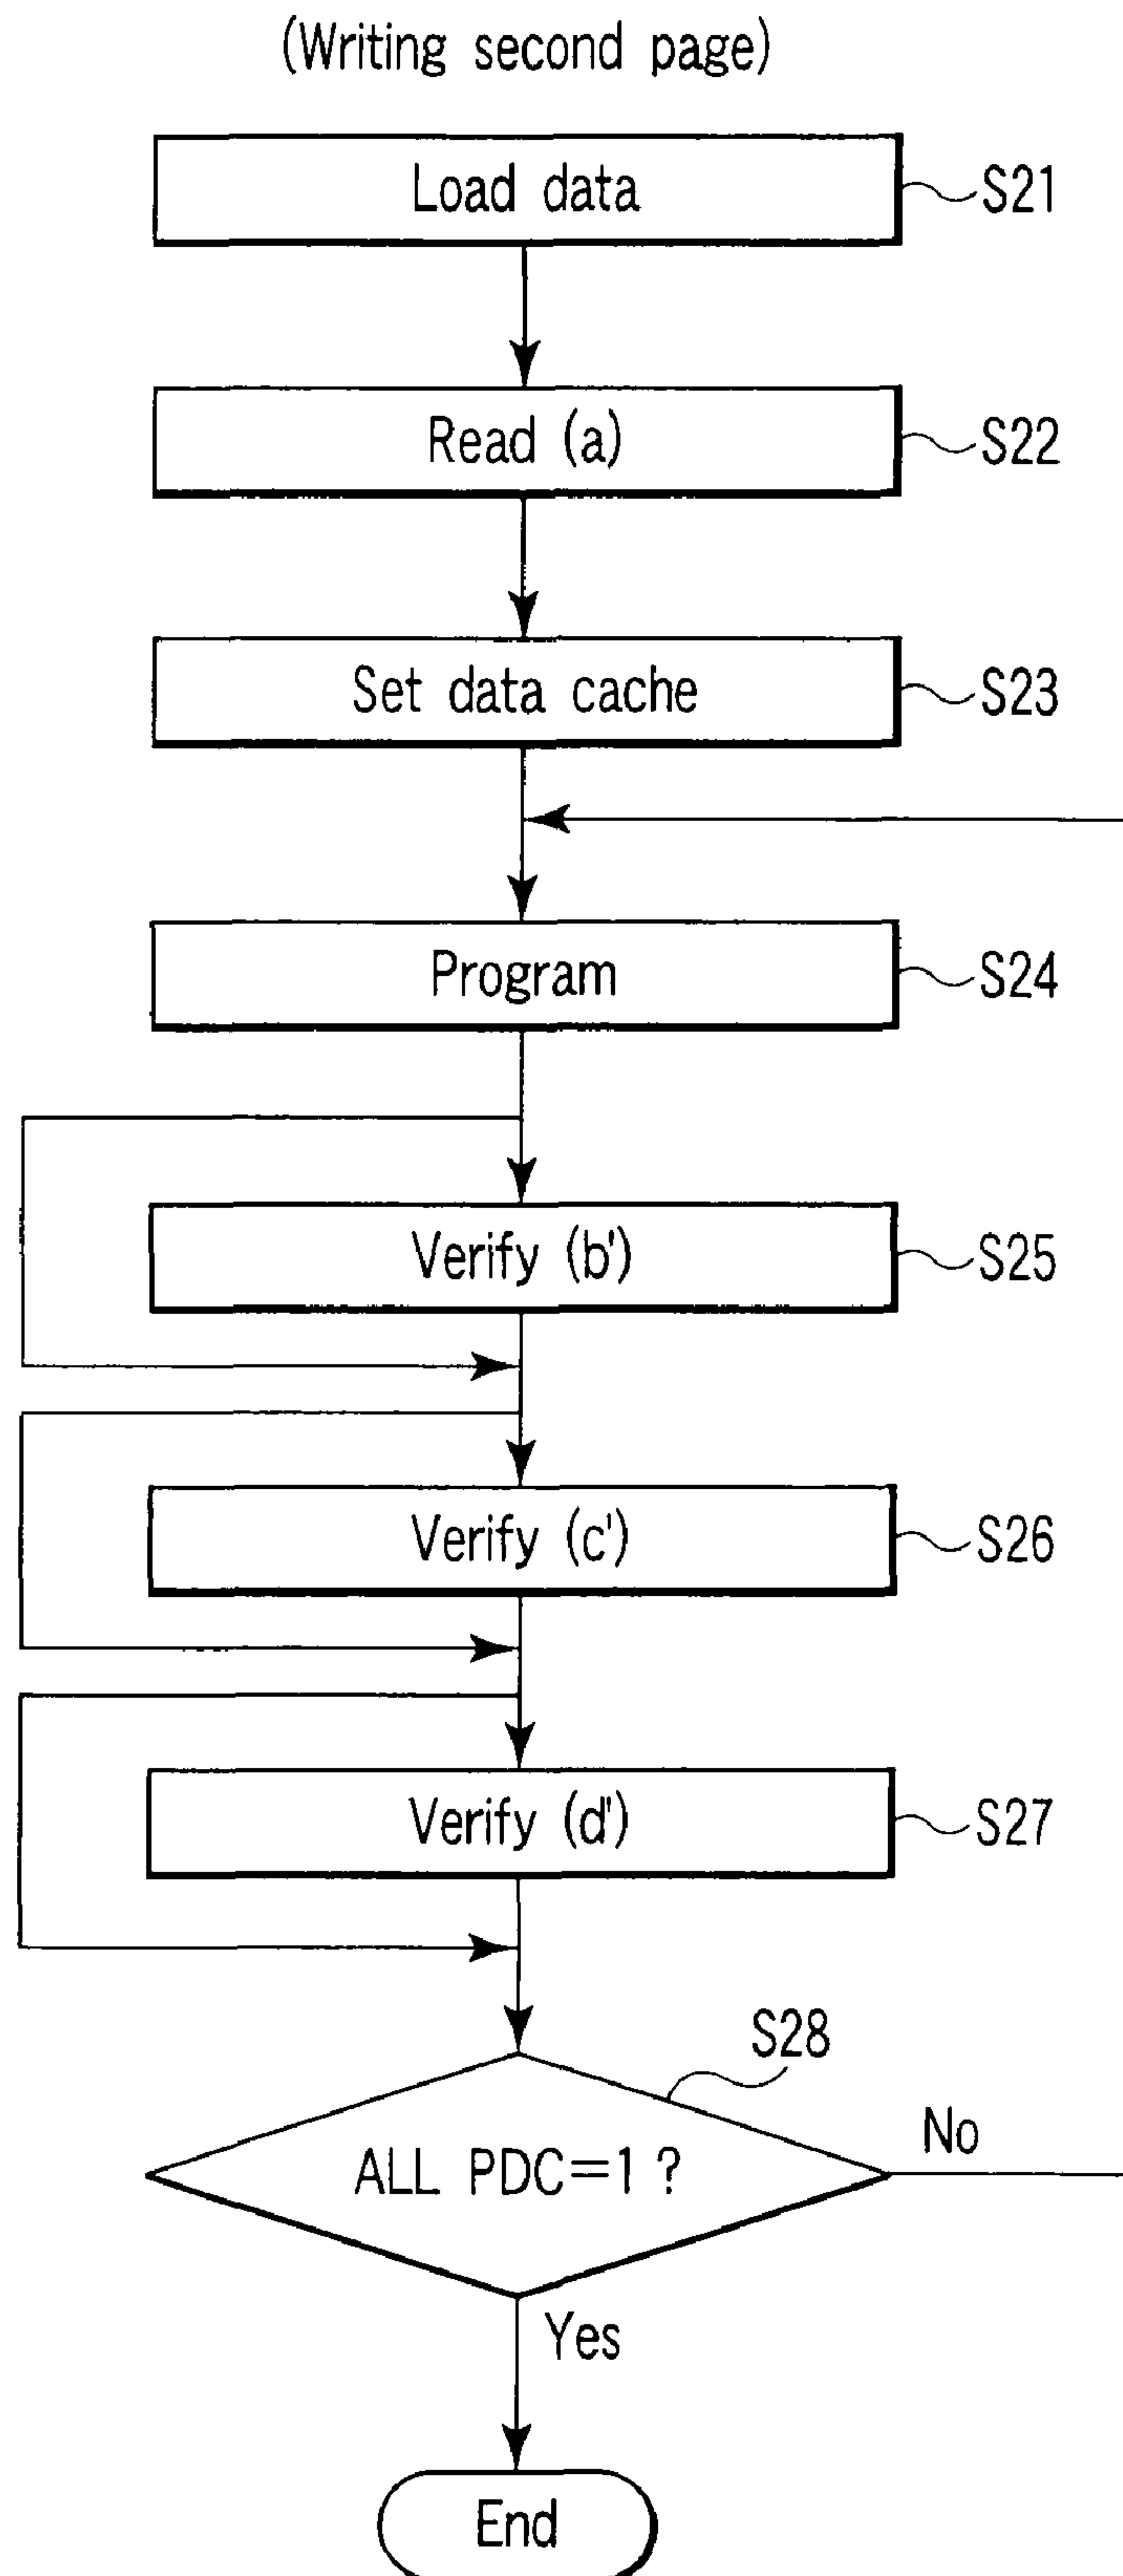 (Writing second page)
Load data
S21
Read (a)
S22
Set data cache
S23
Program
S24
Verify (b')
S25
Verify (c')
S26
Verify (d')
S27
S28
ALL PDC=1 ?
No
Yes
End